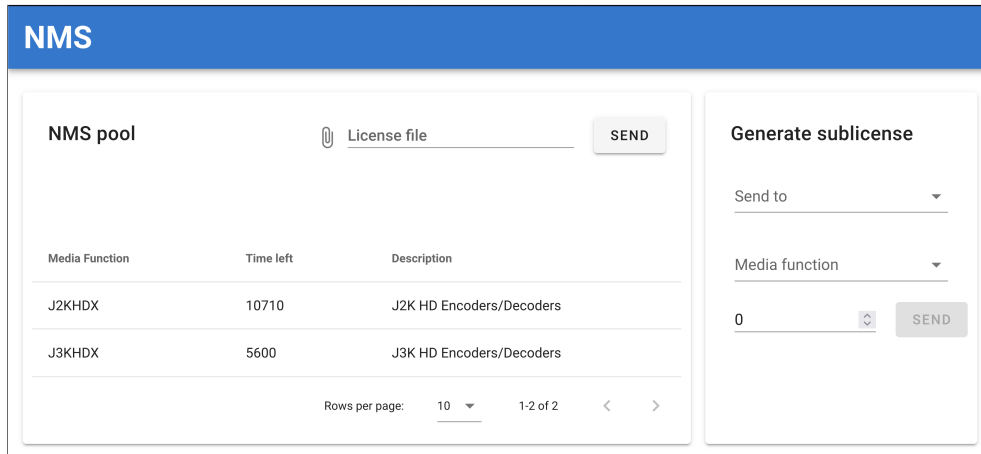 NMS
NMS pool
License file
SEND
Media Function Time left Description
J2KHDX 10710 J2K HD Encoders/Decoders
J3KHDX 5600 J3K HD Encoders/Decoders
Rows per page: 10 1-2 of 2
Generate sublicense
Send to
Media function
0
SEND